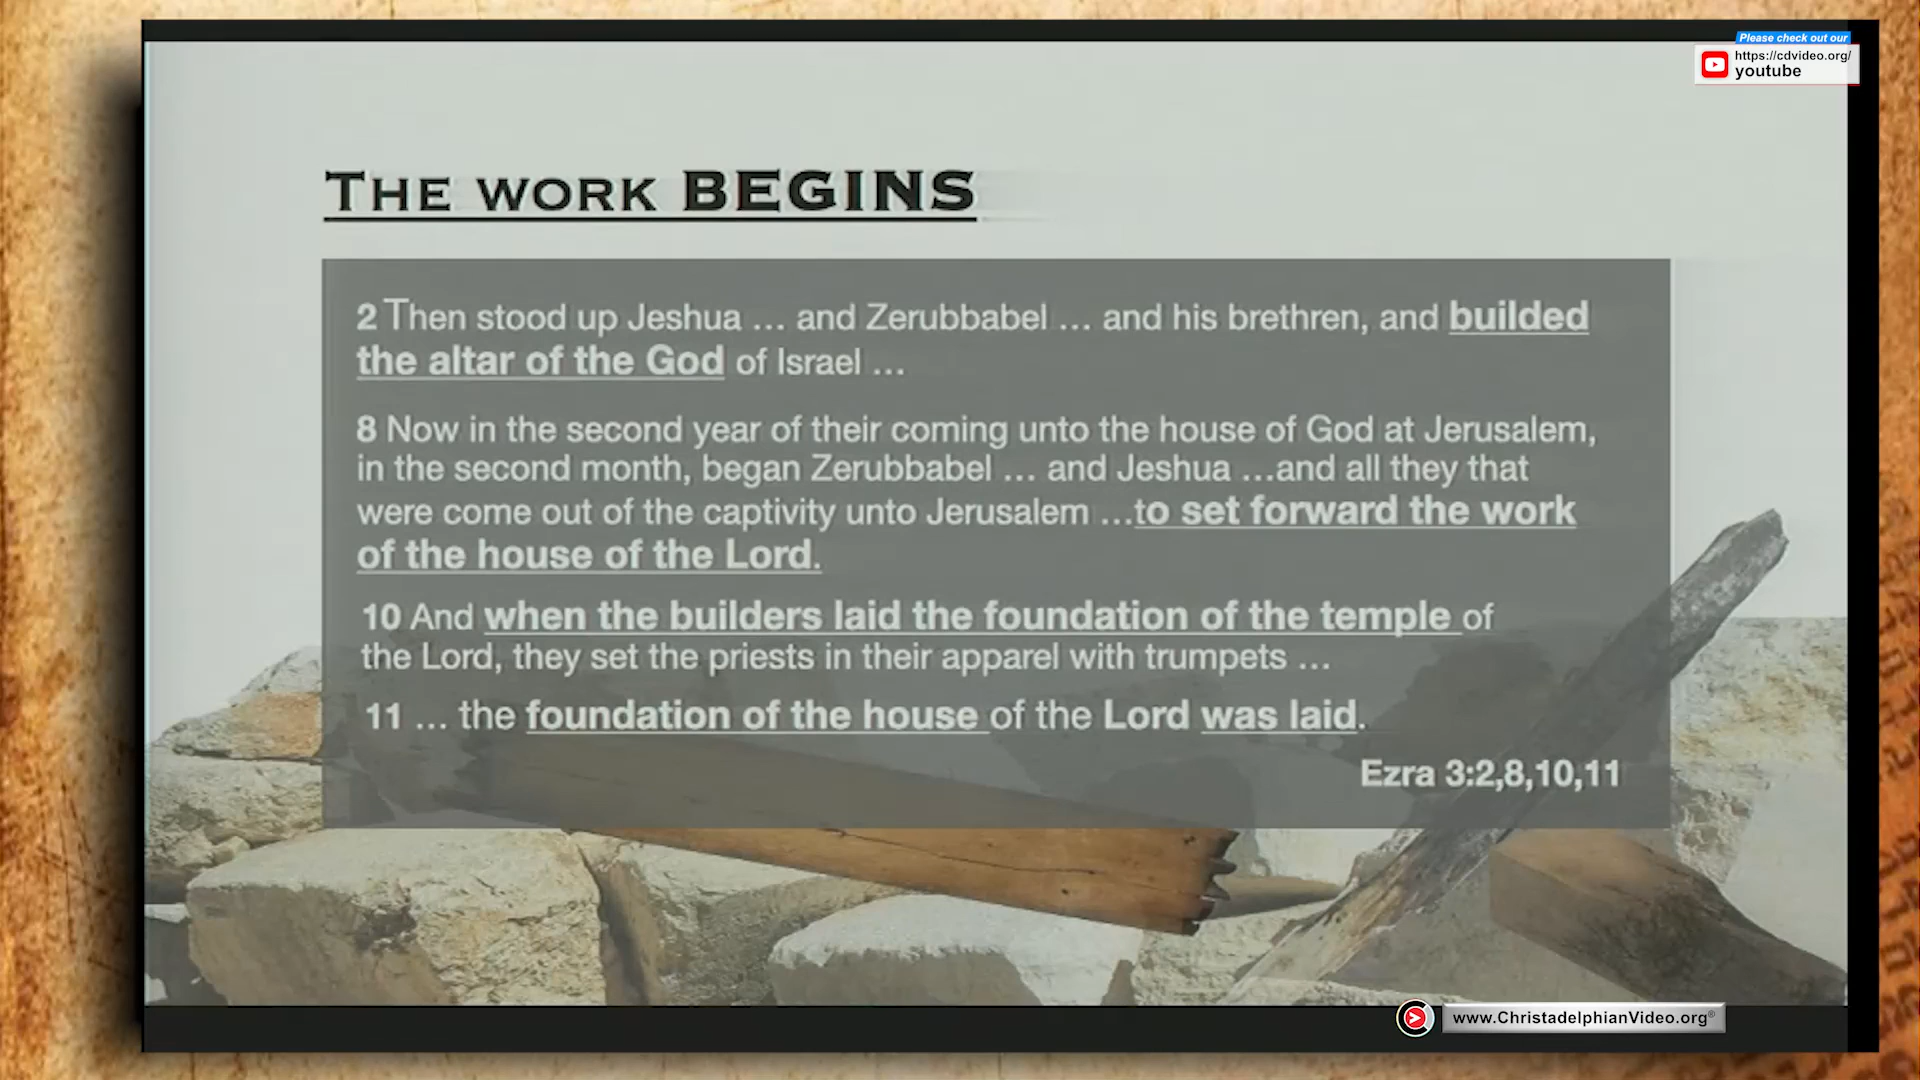 Please check out our
https://cdvideo.org/
youtube
THE WORK BEGINS
2 Then stood up Jeshua ... and Zerubbabel ... and his brethren, and builded
the altar of the God of Israel ...
8 Now in the second year of their coming unto the house of God at Jerusalem,
in the second month, began Zerubbabel ... and Jeshua ...and all they that
were come out of the captivity unto Jerusalem ...to set forward the work
of the house of the Lord.
10 And when the builders laid the foundation of the temple of
the Lord, they set the priests in their apparel with trumpets ...
11 ... the foundation of the house of the Lord was laid.
Ezra 3:2,8,10,11
www.ChristadelphianVideo.org®